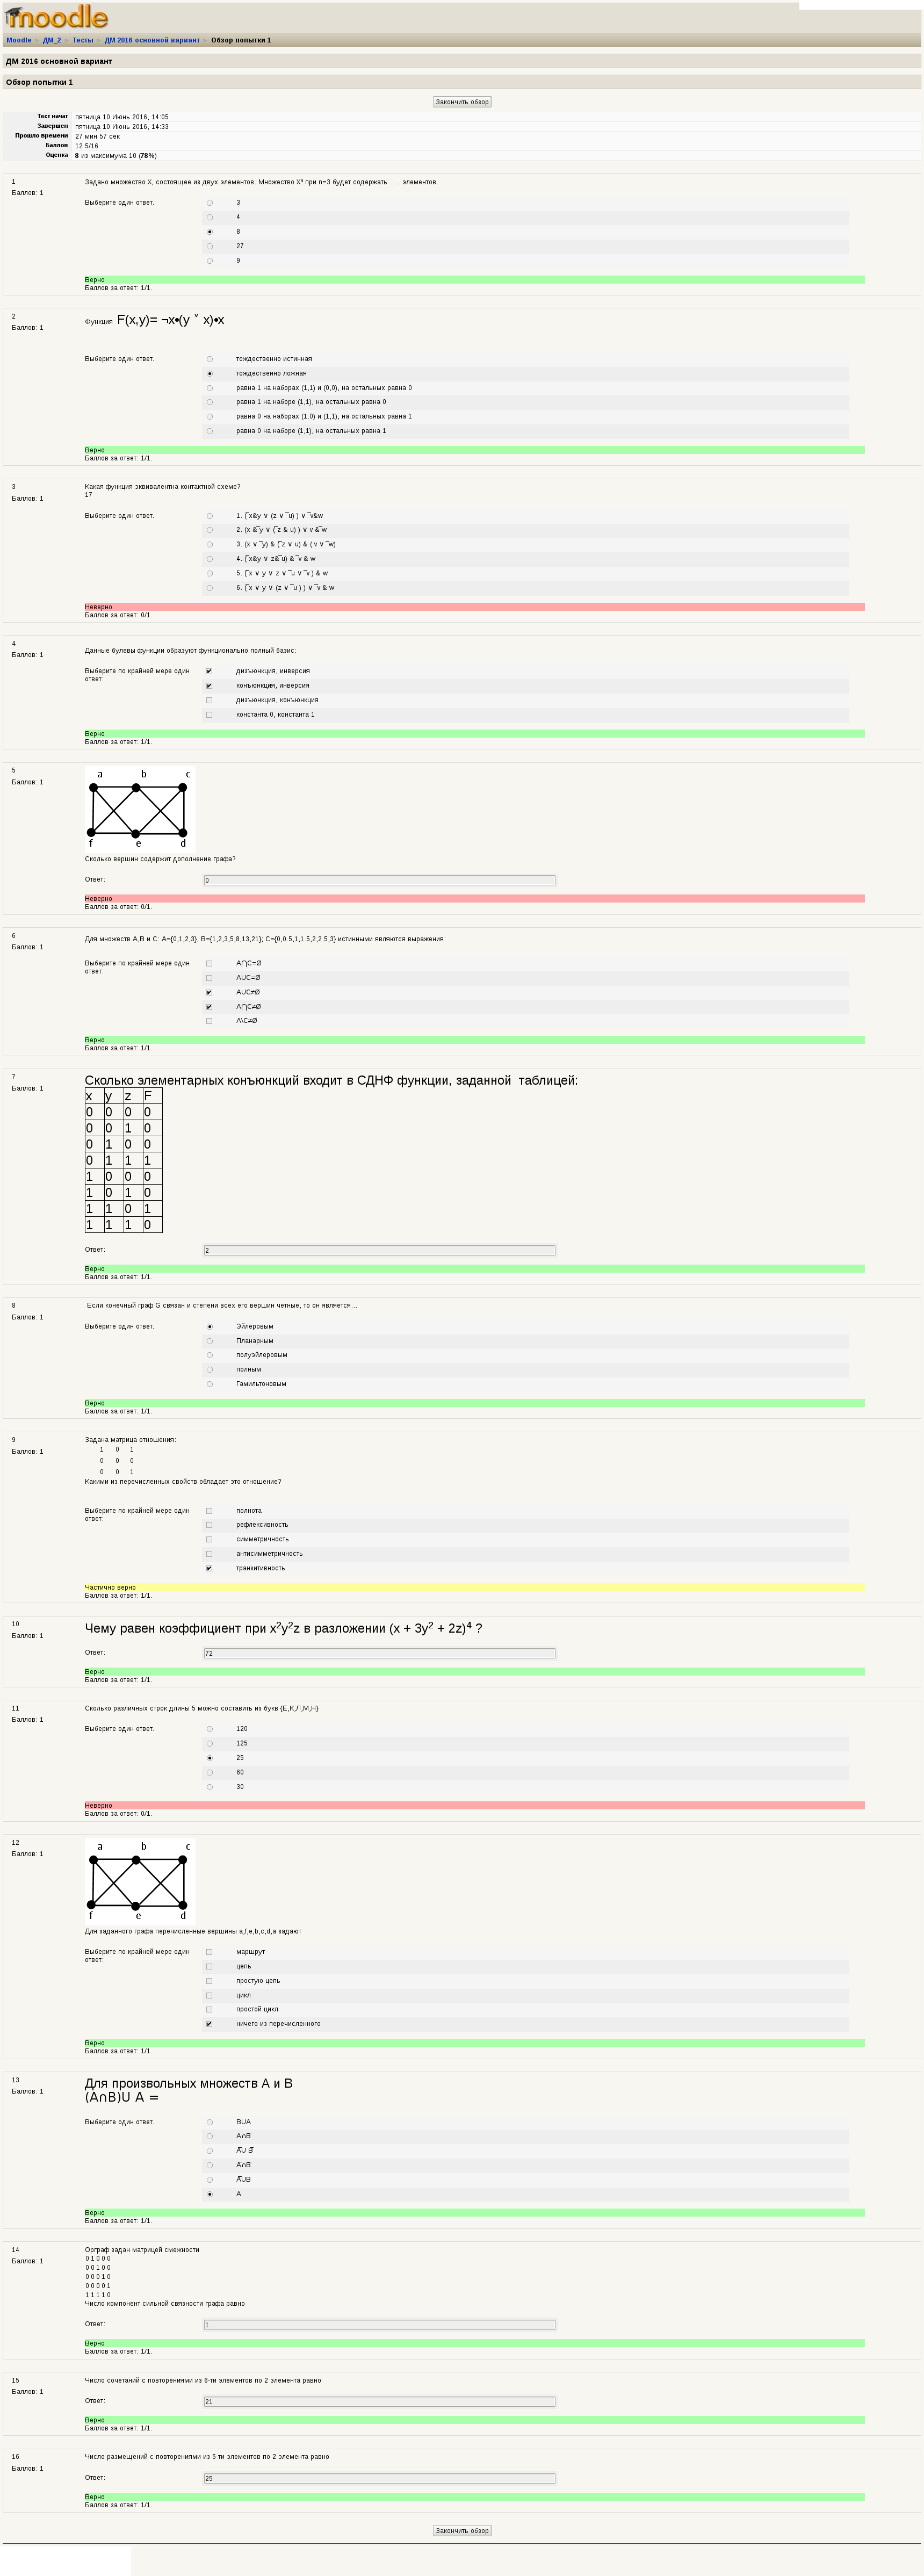 moodle
Moodle ► ДМ_2 ► Тесты ► ДМ 2016 основной вариант ► Обзор попытки 1
ДМ 2016 основной вариант
Обзор попытки 1
Закончить обзор
Тест начат пятница 10 Июнь 2016, 14:05
Завершен пятница 10 Июнь 2016, 14:33
Прошло времени 27 мин 57 сек
Баллов 12.5/16
Оценка 8 из максимума 10 (78%)
1
Баллов: 1
Задано множество X, состоящее из двух элементов. Множество Xⁿ при n=3 будет содержать . . . элементов.
Выберите один ответ.
3
4
8
27
9
Верно
Баллов за ответ: 1/1.
2
Баллов: 1
Функция F(x,y)= ¬x•(y ˅ x)•x
Выберите один ответ.
тождественно истинная
тождественно ложная
равна 1 на наборах (1,1) и (0,0), на остальных равна 0
равна 1 на наборе (1,1), на остальных равна 0
равна 0 на наборах (1.0) и (1,1), на остальных равна 1
равна 0 на наборе (1,1), на остальных равна 1
Верно
Баллов за ответ: 1/1.
3
Баллов: 1
Какая функция эквивалентна контактной схеме?
17
Выберите один ответ.
1. (‾x&y ∨ (z ∨ ‾u) ) ∨ ‾v&w
2. (x &‾y ∨ (‾z & u) ) ∨ v &‾w
3. (x ∨ ‾y) & (‾z ∨ u) & ( v ∨ ‾w)
4. (‾x&y ∨ z&‾u) & ‾v & w
5. (‾x ∨ y ∨ z ∨ ‾u ∨ ‾v ) & w
6. (‾x ∨ y ∨ (z ∨ ‾u ) ) ∨ ‾v & w
Неверно
Баллов за ответ: 0/1.
4
Баллов: 1
Данные булевы функции образуют функционально полный базис:
Выберите по крайней мере один
ответ:
дизъюнкция, инверсия
конъюнкция, инверсия
дизъюнкция, конъюнкция
константа 0, константа 1
Верно
Баллов за ответ: 1/1.
5
Баллов: 1
a b c
f e d
Сколько вершин содержит дополнение графа?
Ответ: 0
Неверно
Баллов за ответ: 0/1.
6
Баллов: 1
Для множеств A,B и C: A={0,1,2,3}; B={1,2,3,5,8,13,21}; C={0,0.5,1,1.5,2,2.5,3} истинными являются выражения:
Выберите по крайней мере один
ответ:
A⋂C=Ø
AUC=Ø
AUC≠Ø
A⋂C≠Ø
A\C≠Ø
Верно
Баллов за ответ: 1/1.
7
Баллов: 1
Сколько элементарных конъюнкций входит в СДНФ функции, заданной таблицей:
x y z F
0 0 0 0
0 0 1 0
0 1 0 0
0 1 1 1
1 0 0 0
1 0 1 0
1 1 0 1
1 1 1 0
Ответ: 2
Верно
Баллов за ответ: 1/1.
8
Баллов: 1
Если конечный граф G связан и степени всех его вершин четные, то он является...
Выберите один ответ.
Эйлеровым
Планарным
полуэйлеровым
полным
Гамильтоновым
Верно
Баллов за ответ: 1/1.
9
Баллов: 1
Задана матрица отношения:
1 0 1
0 0 0
0 0 1
Какими из перечисленных свойств обладает это отношение?
Выберите по крайней мере один
ответ:
полнота
рефлексивность
симметричность
антисимметричность
транзитивность
Частично верно
Баллов за ответ: 1/1.
10
Баллов: 1
Чему равен коэффициент при x²y²z в разложении (x + 3y² + 2z)⁴ ?
Ответ: 72
Верно
Баллов за ответ: 1/1.
11
Баллов: 1
Сколько различных строк длины 5 можно составить из букв {Е,К,Л,М,Н}
Выберите один ответ.
120
125
25
60
30
Неверно
Баллов за ответ: 0/1.
12
Баллов: 1
a b c
f e d
Для заданного графа перечисленные вершины a,f,e,b,c,d,a задают
Выберите по крайней мере один
ответ:
маршрут
цепь
простую цепь
цикл
простой цикл
ничего из перечисленного
Верно
Баллов за ответ: 1/1.
13
Баллов: 1
Для произвольных множеств A и B
(A∩B)U A =
Выберите один ответ.
BUA
A∩B̅
A̅U B̅
A̅∩B̅
A̅UB
A
Верно
Баллов за ответ: 1/1.
14
Баллов: 1
Орграф задан матрицей смежности
0 1 0 0 0
0 0 1 0 0
0 0 0 1 0
0 0 0 0 1
1 1 1 1 0
Число компонент сильной связности графа равно
Ответ: 1
Верно
Баллов за ответ: 1/1.
15
Баллов: 1
Число сочетаний с повторениями из 6-ти элементов по 2 элемента равно
Ответ: 21
Верно
Баллов за ответ: 1/1.
16
Баллов: 1
Число размещений с повторениями из 5-ти элементов по 2 элемента равно
Ответ: 25
Верно
Баллов за ответ: 1/1.
Закончить обзор